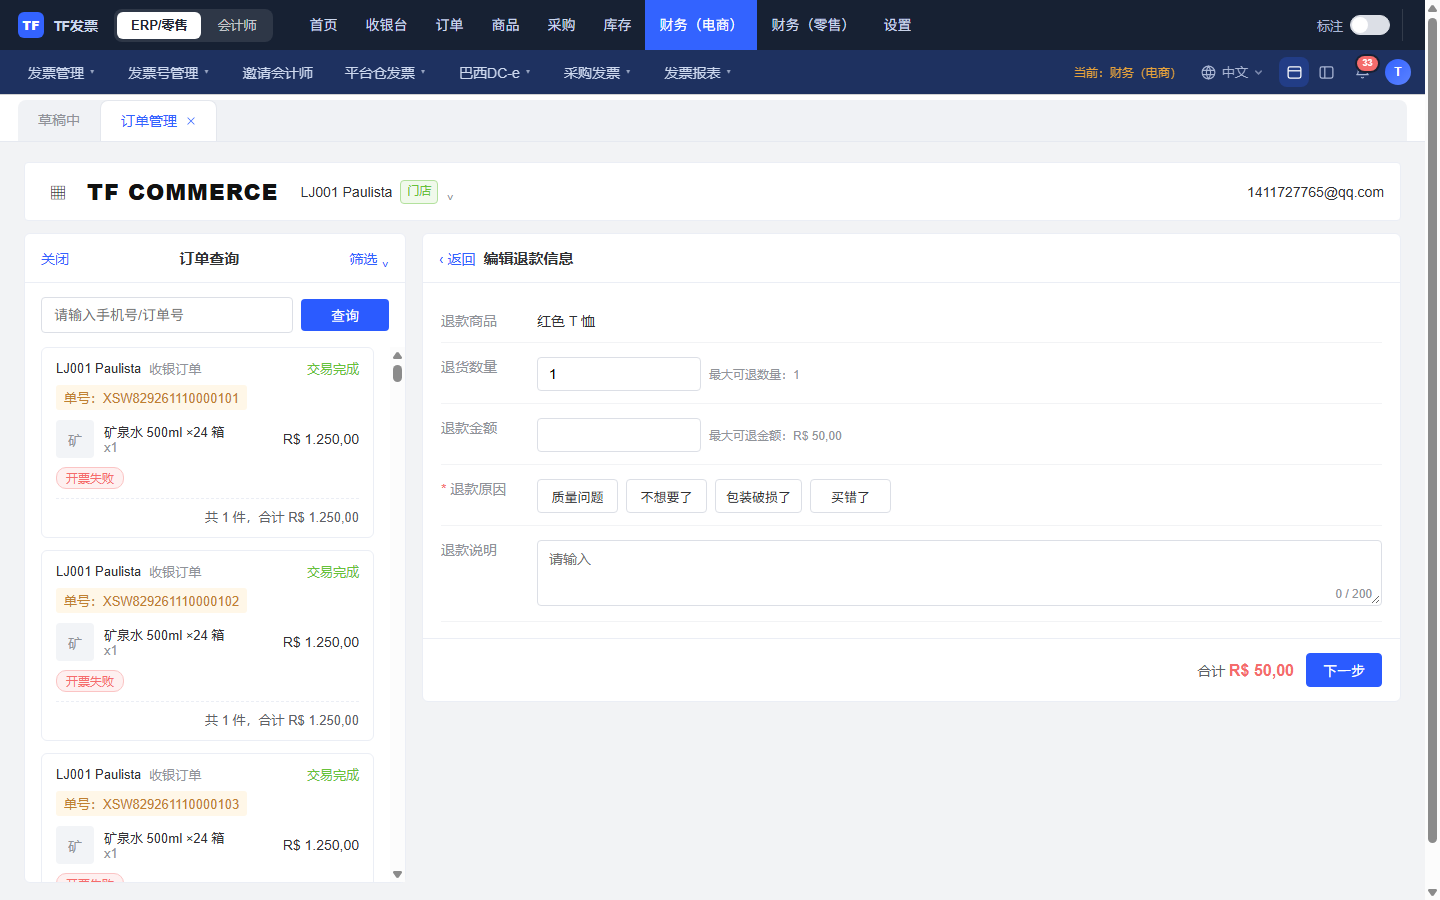 TF TF发票 ERP/零售 会计师 首页 收银台 订单 商品 采购 库存 财务（电商） 财务（零售） 设置 标注
发票管理 发票号管理 邀请会计师 平台仓发票 巴西DC-e 采购发票 发票报表 当前：财务（电商） 中文 33 T
草稿中 订单管理 ×
TF COMMERCE LJ001 Paulista 门店 1411727765@qq.com
关闭 订单查询 筛选
请输入手机号/订单号 查询
LJ001 Paulista 收银订单 交易完成
单号：XSW829261110000101
矿 矿泉水 500ml ×24 箱 R$ 1.250,00
x1
开票失败
共 1 件，合计 R$ 1.250,00
LJ001 Paulista 收银订单 交易完成
单号：XSW829261110000102
矿 矿泉水 500ml ×24 箱 R$ 1.250,00
x1
开票失败
共 1 件，合计 R$ 1.250,00
LJ001 Paulista 收银订单 交易完成
单号：XSW829261110000103
矿 矿泉水 500ml ×24 箱 R$ 1.250,00
x1
开票失败
‹ 返回 编辑退款信息
退款商品 红色 T 恤
退货数量 1 最大可退数量：1
退款金额 最大可退金额：R$ 50,00
* 退款原因 质量问题 不想要了 包装破损了 买错了
退款说明 请输入
0 / 200
合计 R$ 50,00 下一步